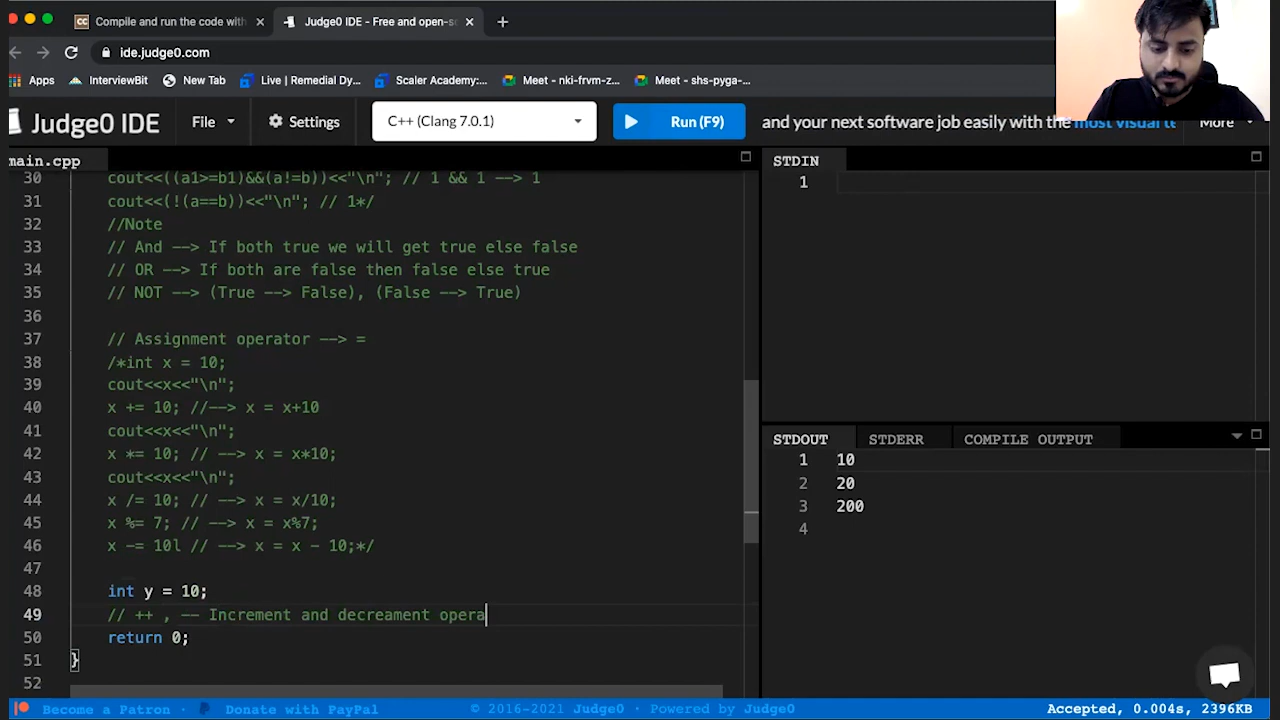 Compile and run the code with
Judge0 IDE - Free and open-so
ide.judge0.com
Apps
InterviewBit
New Tab
Live | Remedial Dy...
Scaler Academy:...
Meet - nki-frvm-z...
Meet - shs-pyga-...
Judge0 IDE
File
Settings
C++ (Clang 7.0.1)
Run (F9)
and your next software job easily with the most visual tu
More
main.cpp
30 cout<<((a1>=b1)&&(a!=b))<<"\n"; // 1 && 1 --> 1
31 cout<<(!(a==b))<<"\n"; // 1*/
32 //Note
33 // And --> If both true we will get true else false
34 // OR --> If both are false then false else true
35 // NOT --> (True --> False), (False --> True)
36
37 // Assignment operator --> =
38 /*int x = 10;
39 cout<<x<<"\n";
40 x += 10; //--> x = x+10
41 cout<<x<<"\n";
42 x *= 10; // --> x = x*10;
43 cout<<x<<"\n";
44 x /= 10; // --> x = x/10;
45 x %= 7; // --> x = x%7;
46 x -= 10l // --> x = x - 10;*/
47
48 int y = 10;
49 // ++ , -- Increment and decreament opera
50 return 0;
51 }
52
STDIN
1
STDOUT
STDERR
COMPILE OUTPUT
1 10
2 20
3 200
4
Become a Patron · Donate with PayPal
© 2016-2021 Judge0 · Powered by Judge0
Accepted, 0.004s, 2396KB